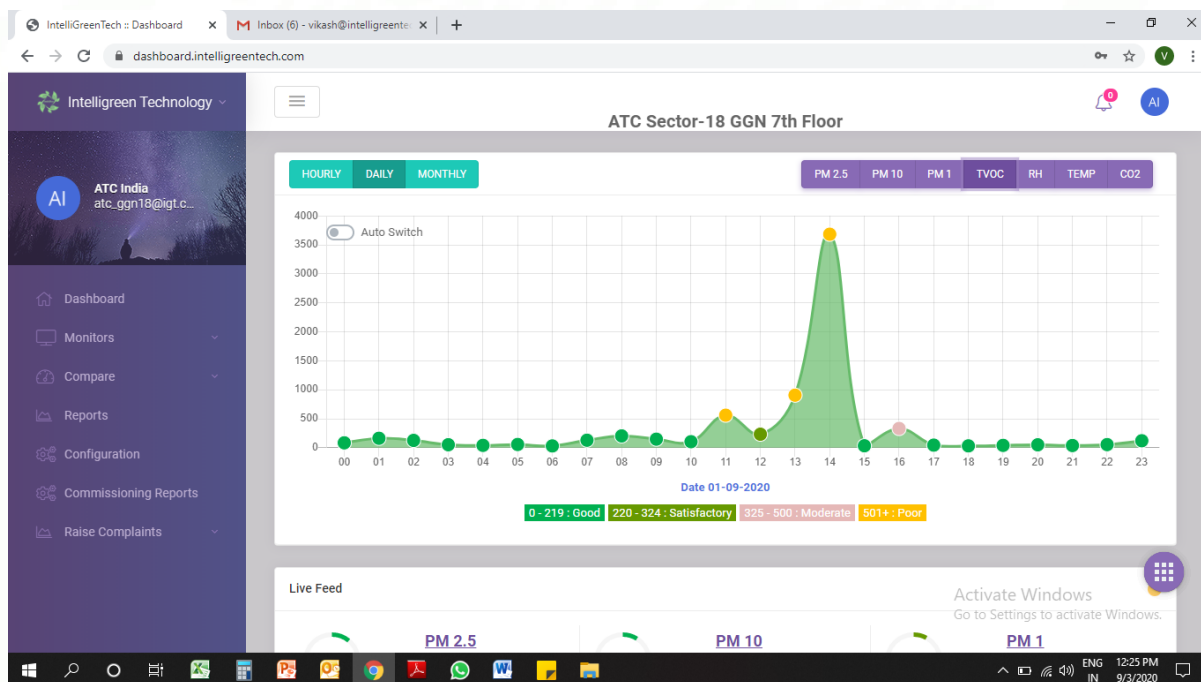 IntelliGreenTech :: Dashboard
Inbox (6) - vikash@intelligreente
dashboard.intelligreentech.com
V
Intelligreen Technology
0
AI
ATC Sector-18 GGN 7th Floor
AI
ATC India
atc_ggn18@igt.c...
Dashboard
Monitors
Compare
Reports
Configuration
Commissioning Reports
Raise Complaints
HOURLY DAILY MONTHLY
PM 2.5 PM 10 PM 1 TVOC RH TEMP CO2
Auto Switch
4000
3500
3000
2500
2000
1500
1000
500
0
00 01 02 03 04 05 06 07 08 09 10 11 12 13 14 15 16 17 18 19 20 21 22 23
Date 01-09-2020
0 - 219 : Good 220 - 324 : Satisfactory 325 - 500 : Moderate 501+ : Poor
Live Feed
Activate Windows
Go to Settings to activate Windows.
PM 2.5 PM 10 PM 1
ENG
IN
12:25 PM
9/3/2020